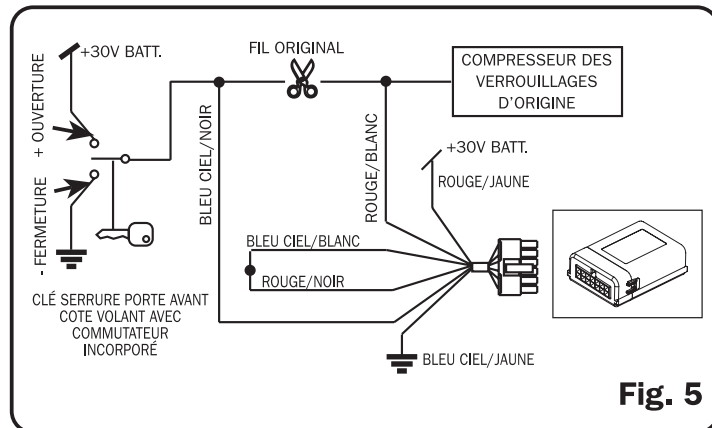 +30V BATT.
+ OUVERTURE
- FERMETURE
CLÉ SERRURE PORTE AVANT
COTE VOLANT AVEC
COMMUTATEUR
INCORPORÉ
FIL ORIGINAL
COMPRESSEUR DES
VERROUILLAGES
D'ORIGINE
BLEU CIEL/NOIR
ROUGE/BLANC
+30V BATT.
ROUGE/JAUNE
BLEU CIEL/BLANC
ROUGE/NOIR
BLEU CIEL/JAUNE
Fig. 5